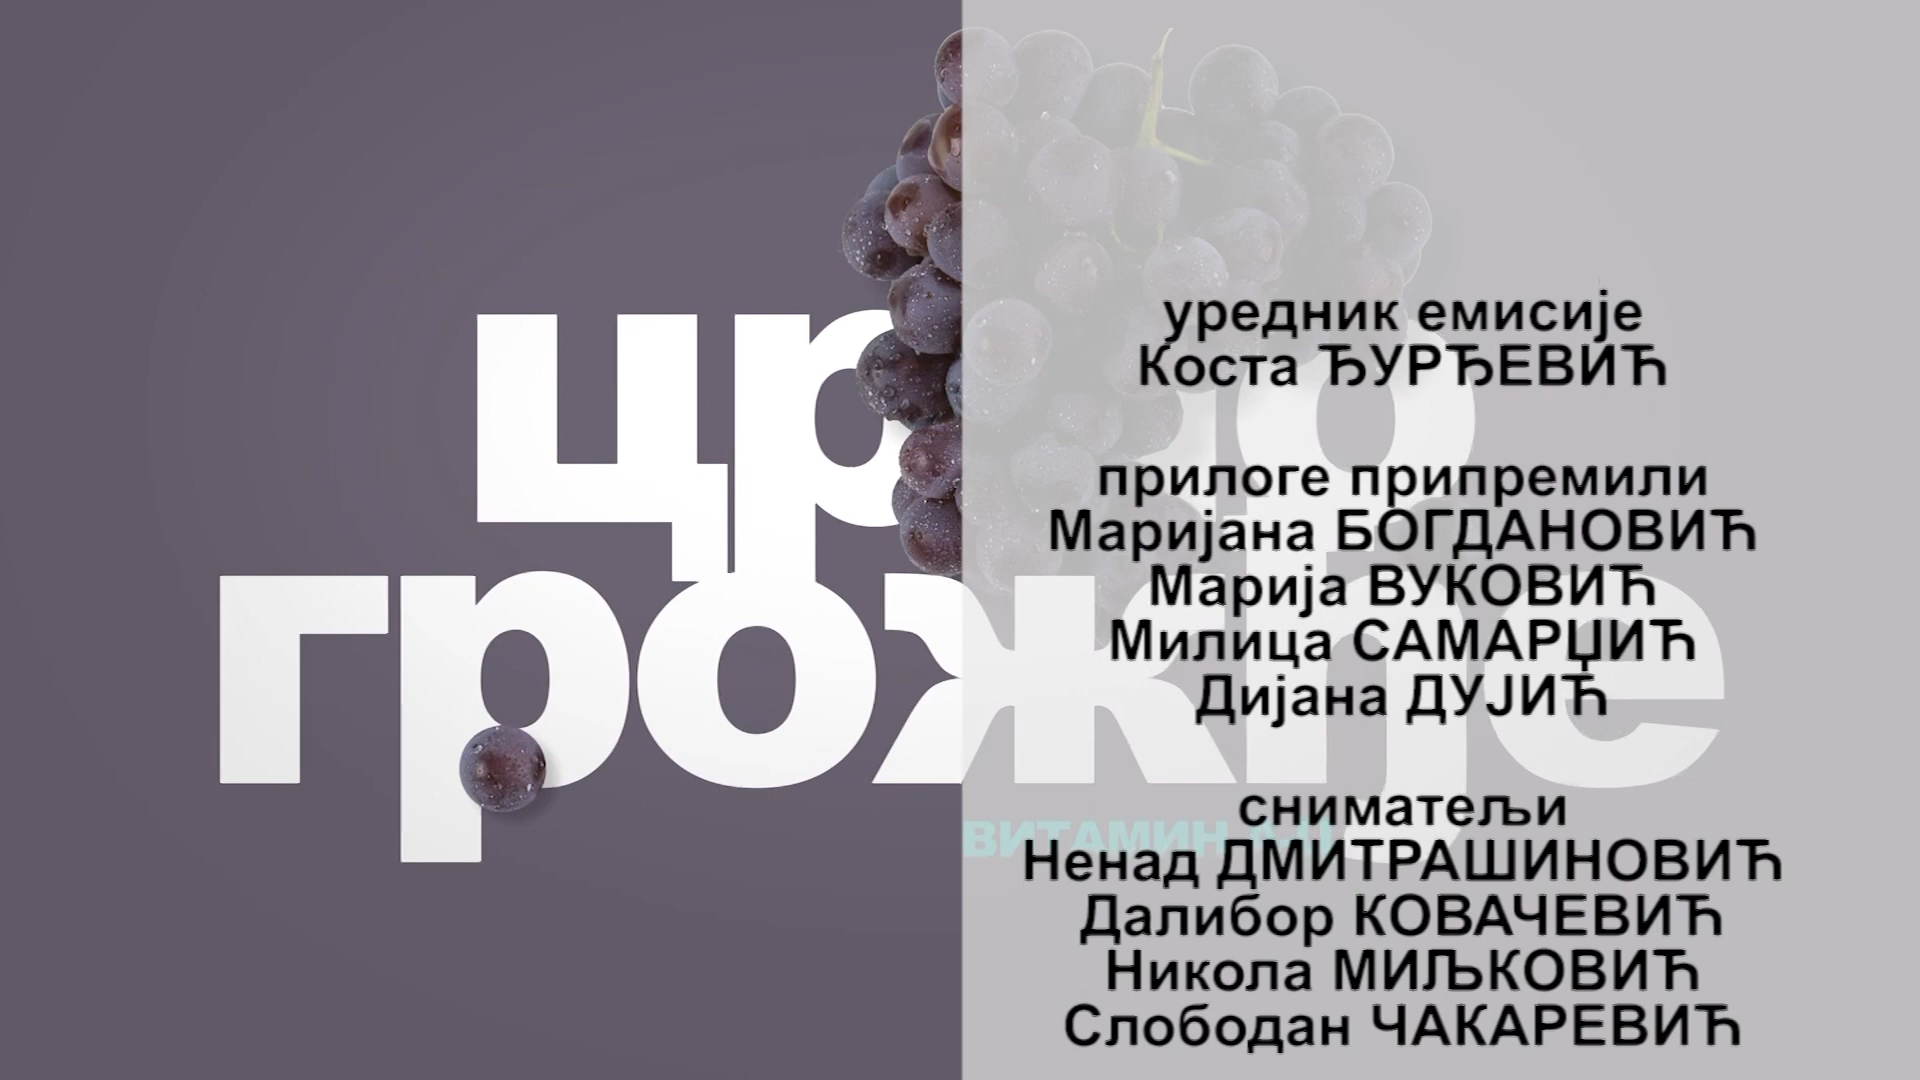 грожђе
уредник емисије
Коста ЂУРЂЕВИЋ
прилоге припремили
Маријана БОГДАНОВИЋ
Марија ВУКОВИЋ
Милица САМАРЏИЋ
Дијана ДУЈИЋ
сниматељи
Ненад ДМИТРАШИНОВИЋ
Далибор КОВАЧЕВИЋ
Никола МИЉКОВИЋ
Слободан ЧАКАРЕВИЋ